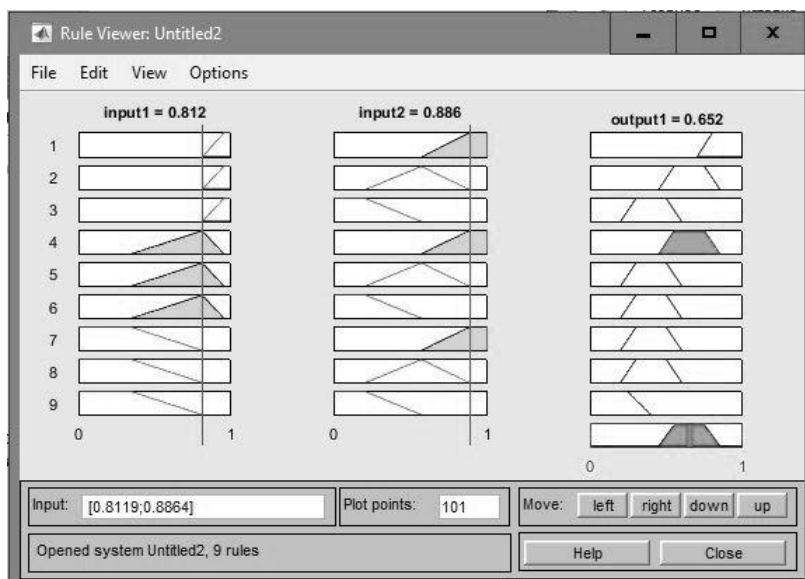 Rule Viewer: Untitled2
File Edit View Options
input1 = 0.812 input2 = 0.886 output1 = 0.652
1
2
3
4
5
6
7
8
9
0 1 0 1
0 1
Input: [0.8119;0.8864] Plot points: 101 Move: left right down up
Opened system Untitled2, 9 rules Help Close